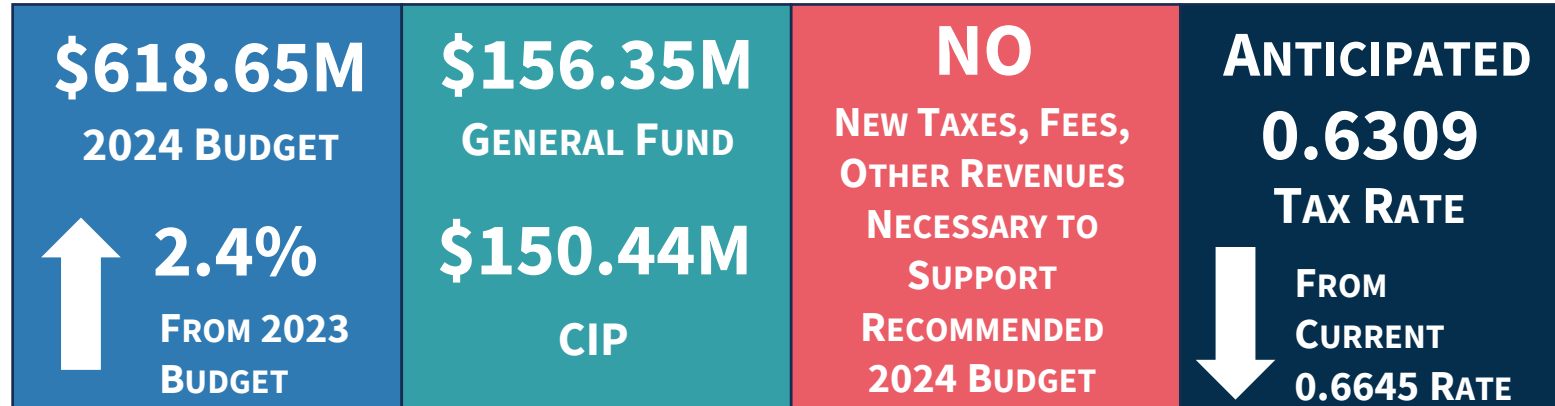 $618.65M
2024 BUDGET
2.4%
FROM 2023
BUDGET
$156.35M
GENERAL FUND
$150.44M
CIP
NO
NEW TAXES, FEES,
OTHER REVENUES
NECESSARY TO
SUPPORT
RECOMMENDED
2024 BUDGET
ANTICIPATED
0.6309
TAX RATE
FROM
CURRENT
0.6645 RATE